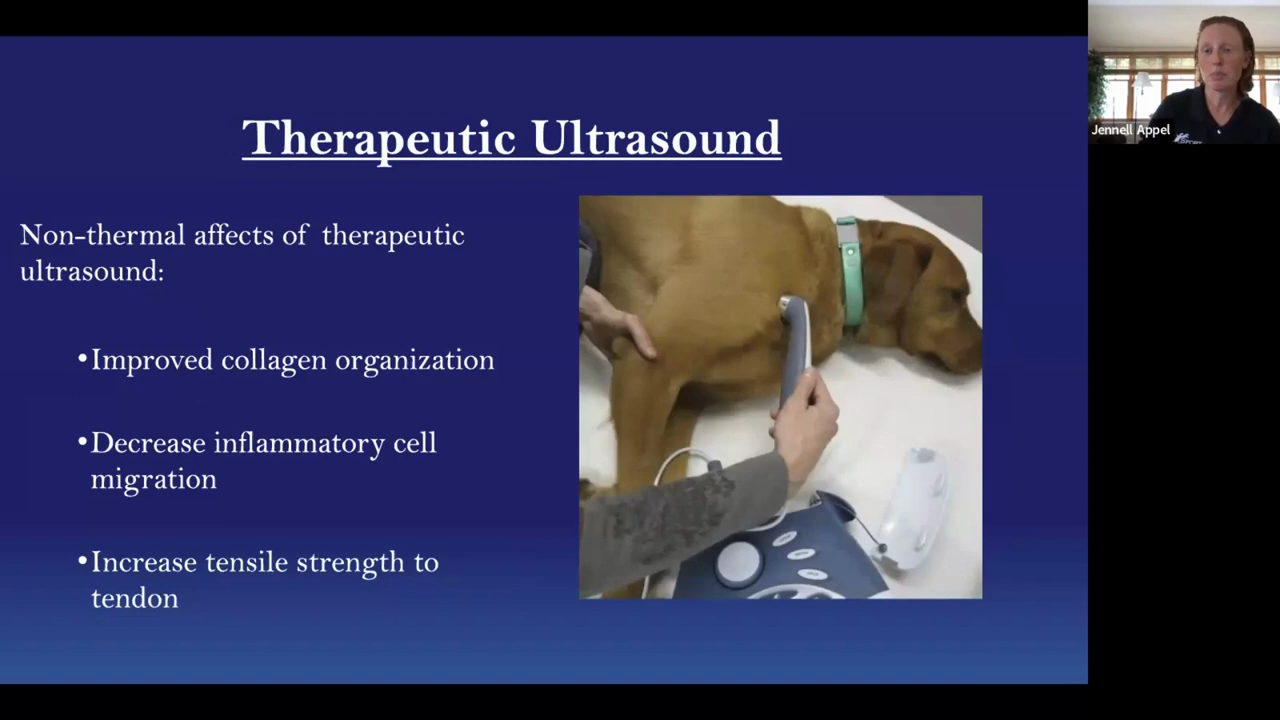 Therapeutic Ultrasound
Non-thermal affects of therapeutic
ultrasound:
•Improved collagen organization
•Decrease inflammatory cell
migration
•Increase tensile strength to
tendon
Jennell Appel